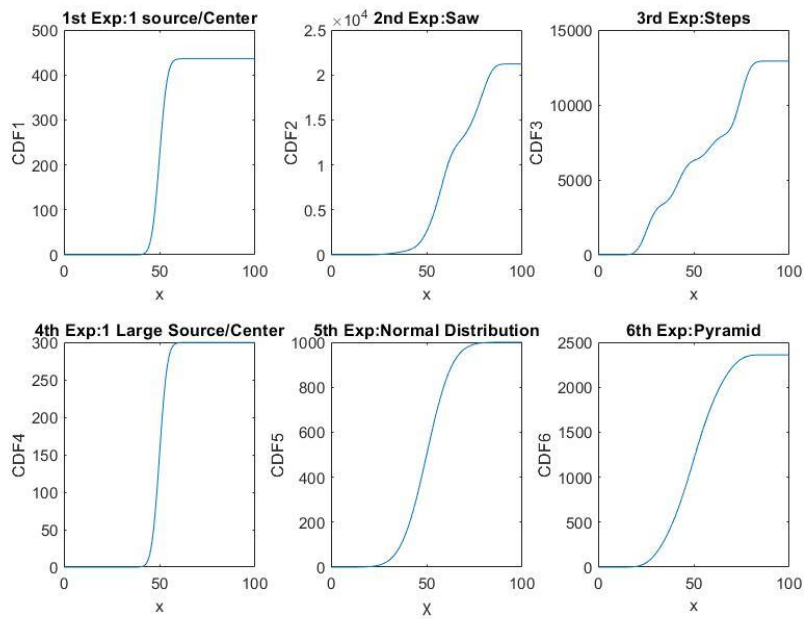 1st Exp:1 source/Center
500
400
300
200
100
0
CDF1
0 50 100
x
×10⁴ 2nd Exp:Saw
2.5
2
1.5
1
0.5
0
CDF2
0 50 100
x
3rd Exp:Steps
15000
10000
5000
0
CDF3
0 50 100
x
4th Exp:1 Large Source/Center
300
250
200
150
100
50
0
CDF4
0 50 100
x
5th Exp:Normal Distribution
1000
800
600
400
200
0
CDF5
0 50 100
χ
6th Exp:Pyramid
2500
2000
1500
1000
500
0
CDF6
0 50 100
x